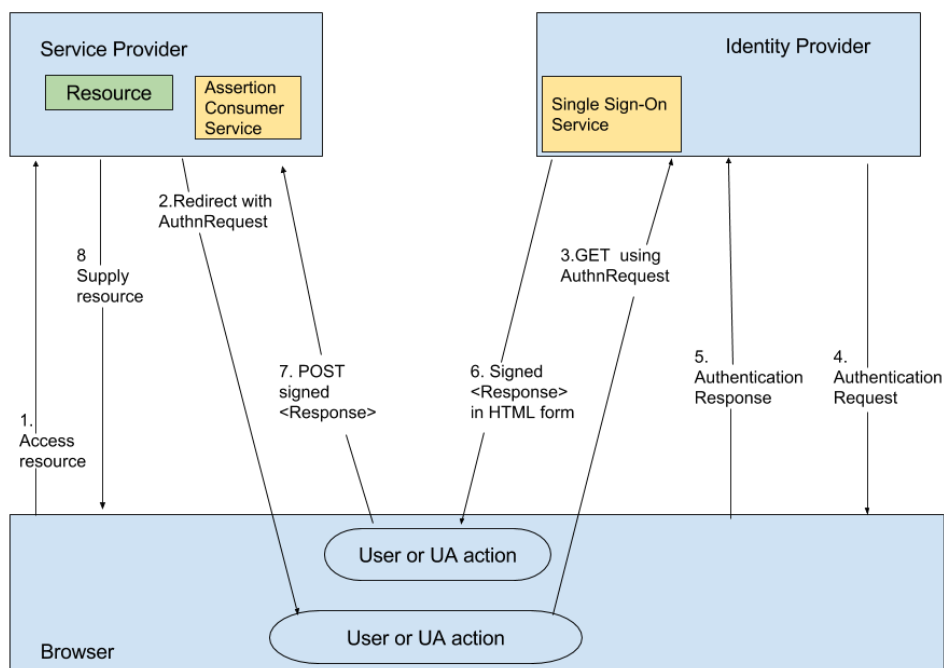 Service Provider
Resource
Assertion
Consumer
Service
Identity Provider
Single Sign-On
Service
2.Redirect with
AuthnRequest
8
Supply
resource
3.GET  using
AuthnRequest
7. POST
signed
<Response>
6. Signed
<Response>
in HTML form
5.
Authentication
Response
4.
Authentication
Request
1.
Access
resource
User or UA action
User or UA action
Browser